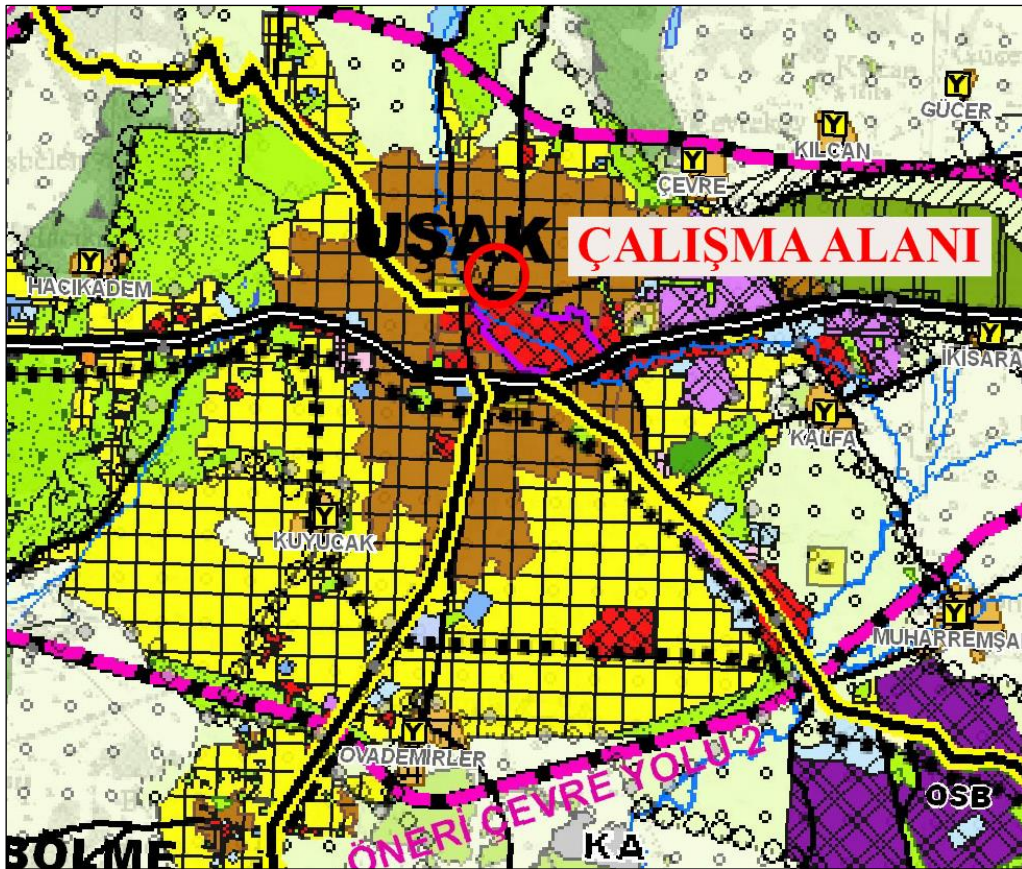 GÜCER
Y
KILCAN
Y
ÇEVRE
Y
UŞAK
ÇALIŞMA ALANI
Y
HACIKADEM
Y
İKİSARA
Y
KALFA
Y
KUYUCAK
Y
MUHARREMŞA
Y
OVADEMİRLER
ÖNERİ ÇEVRE YOLU 2
OSB
KA
BÖLME